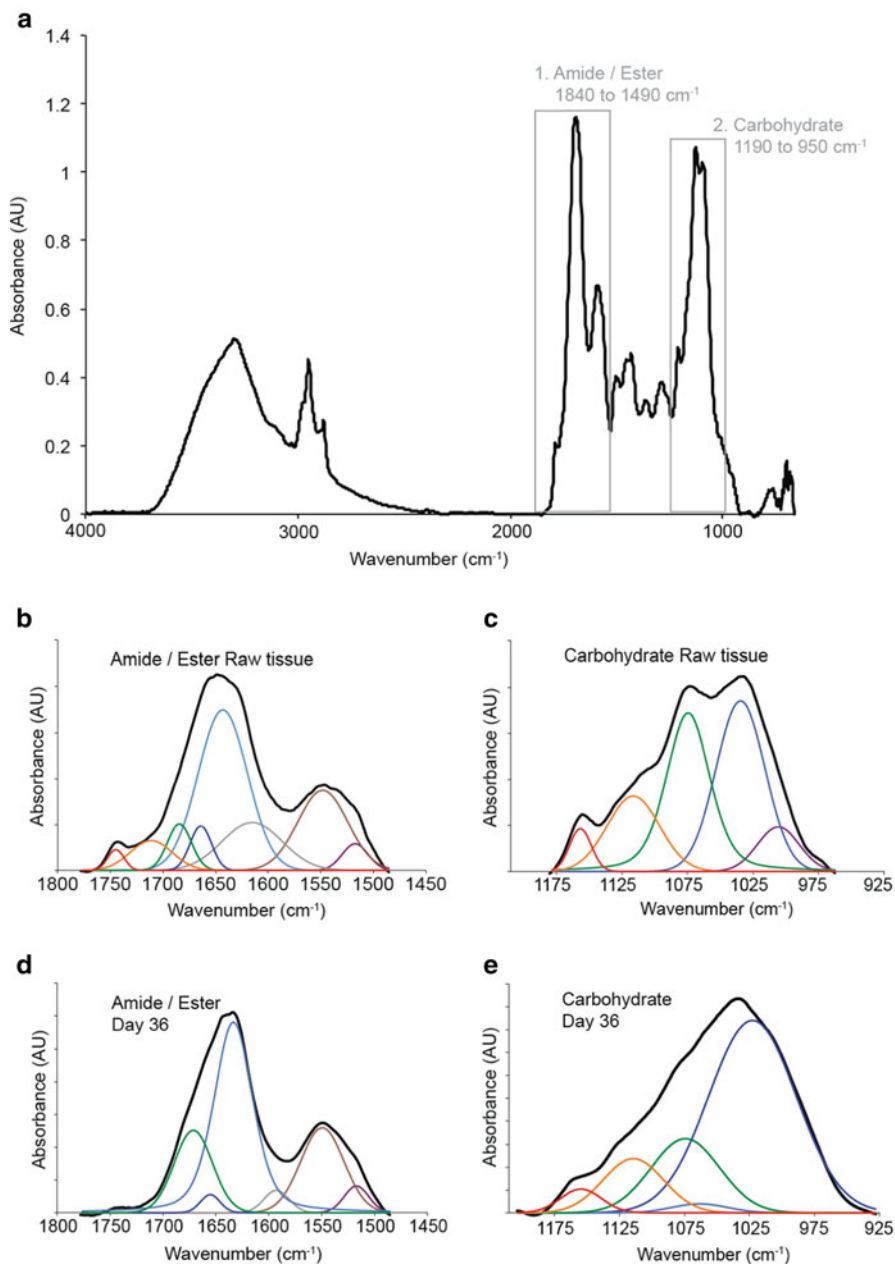 a
1.4
1.2
1
0.8
0.6
0.4
0.2
0
Absorbance (AU)
1. Amide / Ester
1840 to 1490 cm⁻¹
2. Carbohydrate
1190 to 950 cm⁻¹
4000 3000 2000 1000
Wavenumber (cm⁻¹)
b
Amide / Ester Raw tissue
Absorbance (AU)
1800 1750 1700 1650 1600 1550 1500 1450
Wavenumber (cm⁻¹)
c
Carbohydrate Raw tissue
Absorbance (AU)
1175 1125 1075 1025 975 925
Wavenumber (cm⁻¹)
d
Amide / Ester
Day 36
Absorbance (AU)
1800 1750 1700 1650 1600 1550 1500 1450
Wavenumber (cm⁻¹)
e
Carbohydrate
Day 36
Absorbance (AU)
1175 1125 1075 1025 975 925
Wavenumber (cm⁻¹)